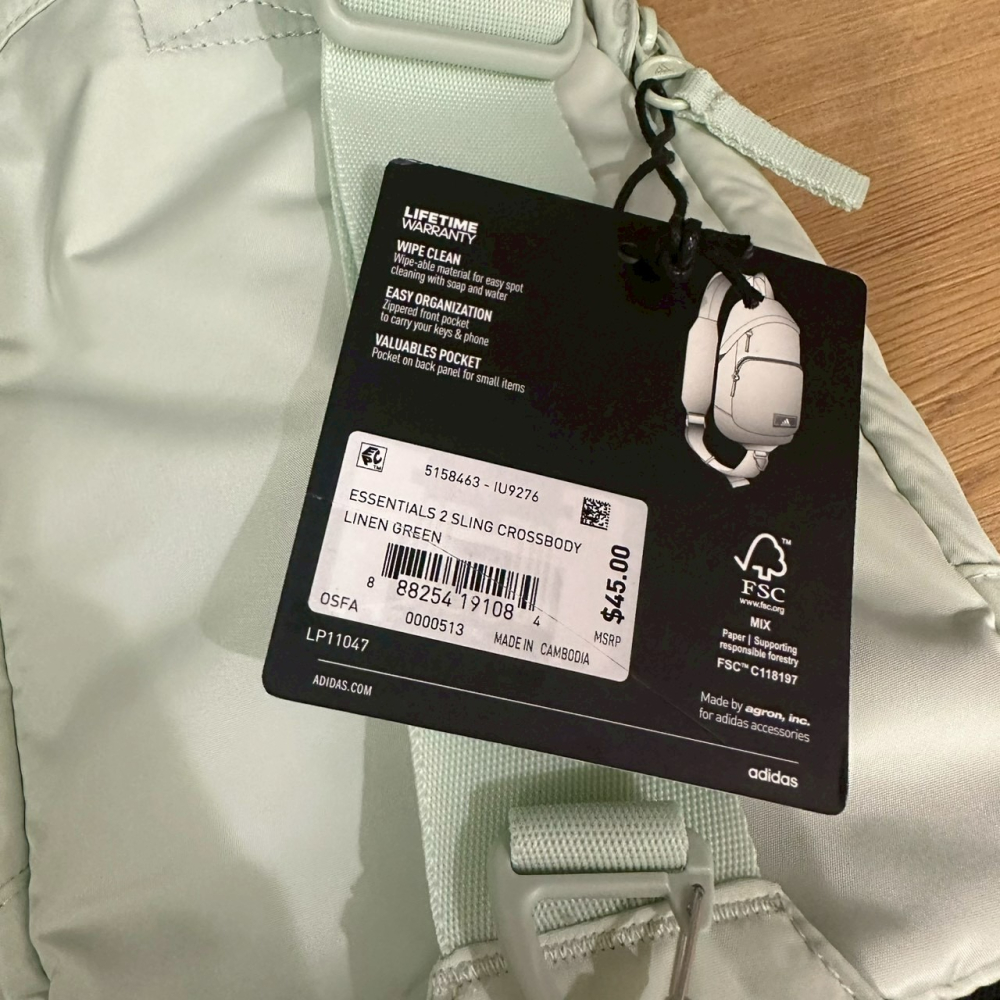 LIFETIME
WARRANTY
WIPE CLEAN
Wipe-able material for easy spot
cleaning with soap and water
EASY ORGANIZATION
Zippered front pocket
to carry your keys & phone
VALUABLES POCKET
Pocket on back panel for small items
5158463 - IU9276
ESSENTIALS 2 SLING CROSSBODY
LINEN GREEN
8 88254 19108 4
OSFA
0000513
MADE IN CAMBODIA
$45.00
MSRP
LP11047
ADIDAS.COM
FSC
www.fsc.org
MIX
Paper | Supporting
responsible forestry
FSC™ C118197
Made by agron, inc.
for adidas accessories
adidas